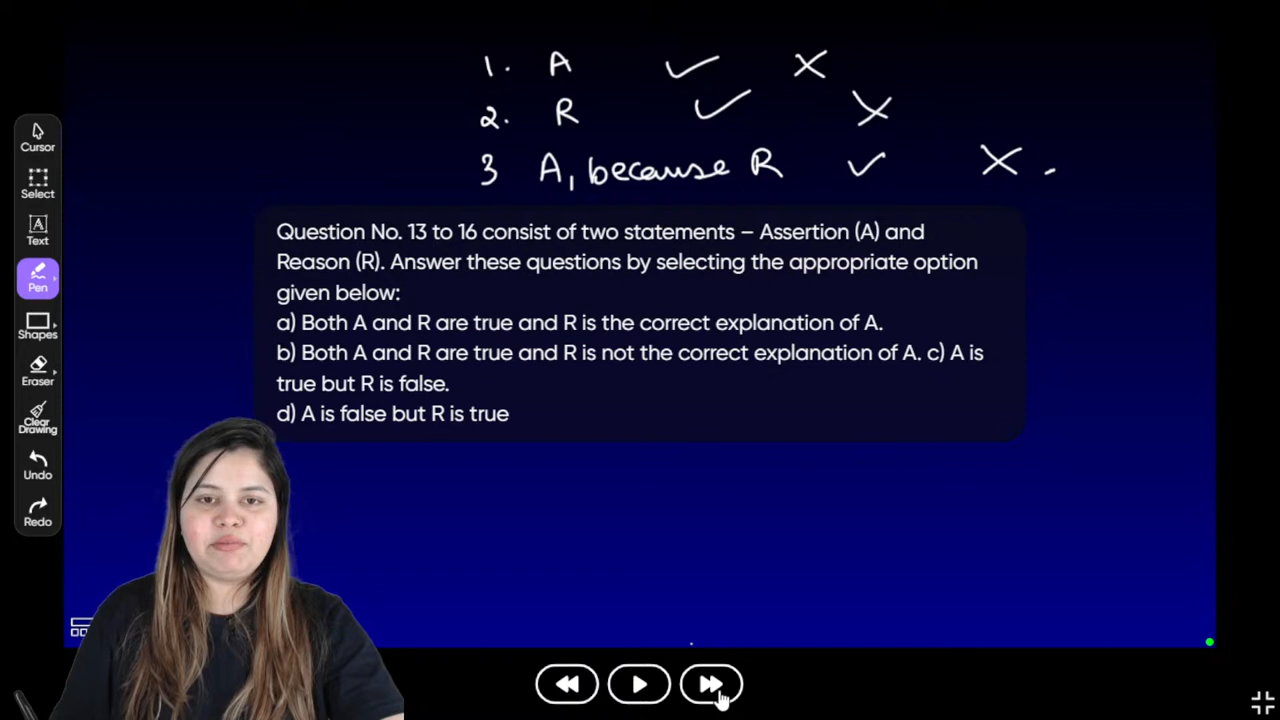 1. A ✓ ✗
2. R ✓ ✗
3 A, because R ✓ ✗.
Cursor
Select
Text
Pen
Shapes
Eraser
Clear
Drawing
Undo
Redo
Question No. 13 to 16 consist of two statements – Assertion (A) and
Reason (R). Answer these questions by selecting the appropriate option
given below:
a) Both A and R are true and R is the correct explanation of A.
b) Both A and R are true and R is not the correct explanation of A. c) A is
true but R is false.
d) A is false but R is true